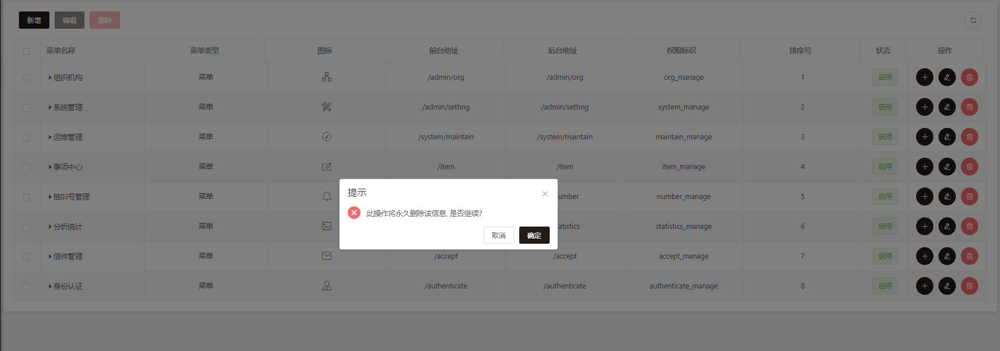 新增 编辑 删除
菜单名称 菜单类型 图标 前台地址 后台地址 权限标识 排序号 状态 操作
组织机构 菜单 /admin/org /admin/org org_manage 1 启用
系统管理 菜单 /admin/setting /admin/setting system_manage 2 启用
运维管理 菜单 /system/maintain /system/maintain maintain_manage 3 启用
事项中心 菜单 /item /item item_manage 4 启用
抽叫号管理 菜单 umber number_manage 5 启用
分析统计 菜单 atistics statistics_manage 6 启用
信件管理 菜单 /accept /accept accept_manage 7 启用
身份认证 菜单 /authenticate /authenticate authenticate_manage 8 启用
提示
此操作将永久删除该信息, 是否继续?
取消 确定